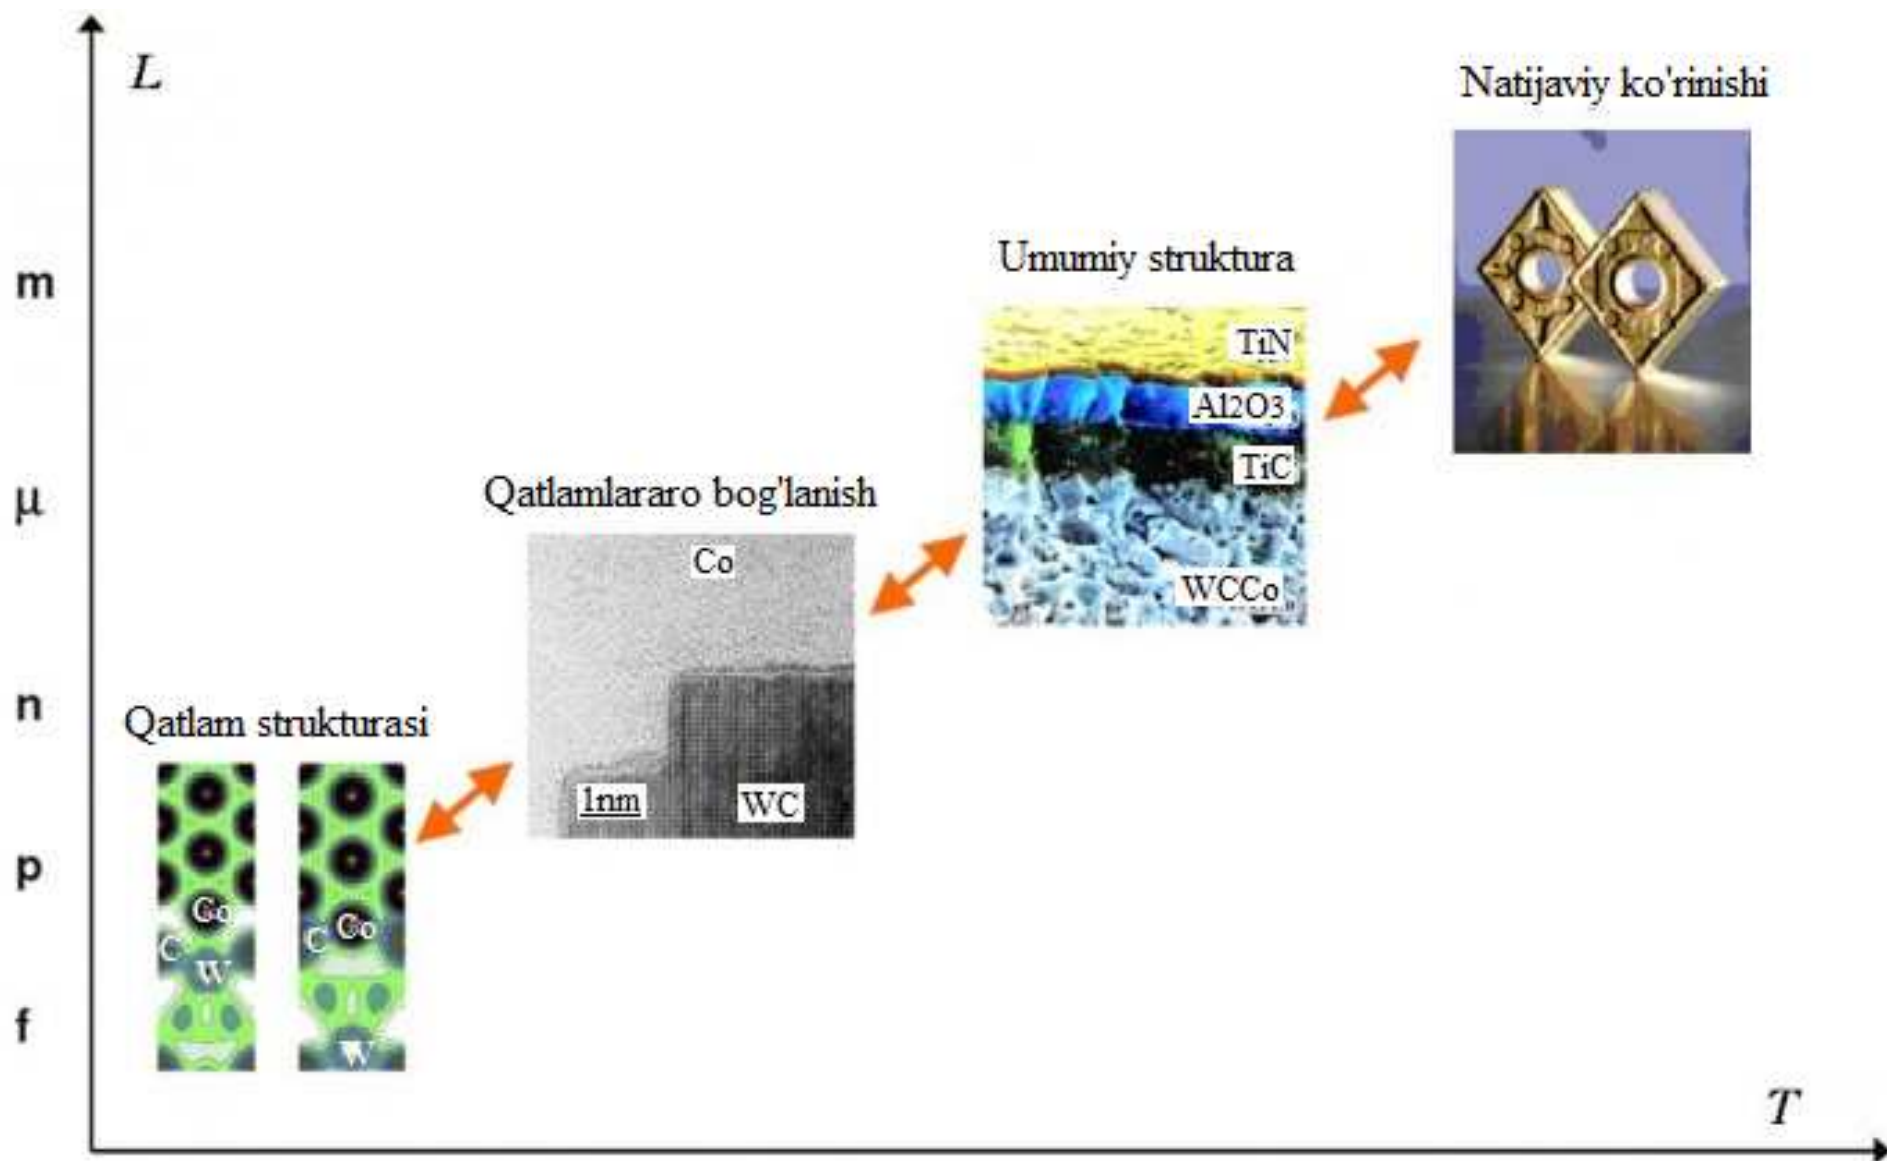 L
Natijaviy ko'rinishi
m
Umumiy struktura
TiN
Al2O3
TiC
WCCo
µ
Qatlamlararo bog'lanish
Co
1nm
WC
n
Qatlam strukturasi
p
Co
C
W
Co
C
W
f
T